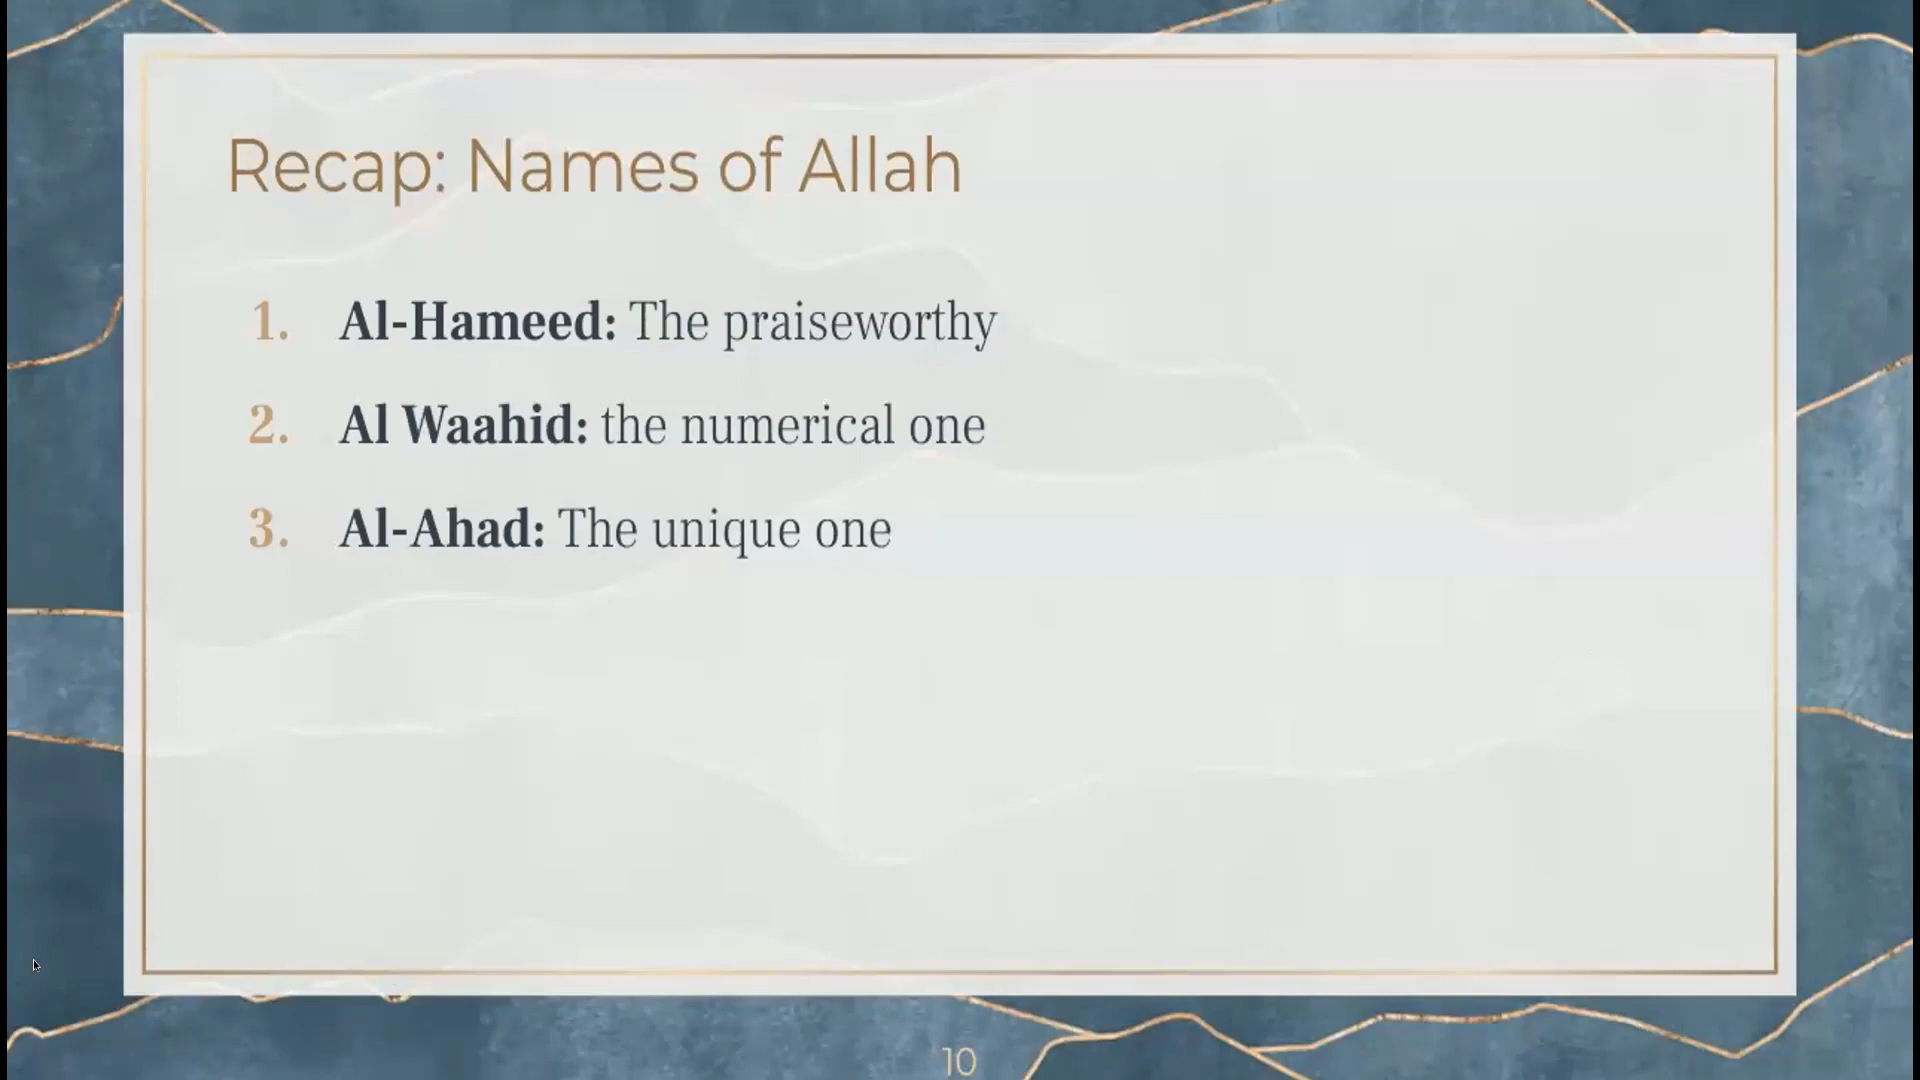 Recap: Names of Allah
1. Al-Hameed: The praiseworthy
2. Al Waahid: the numerical one
3. Al-Ahad: The unique one
10